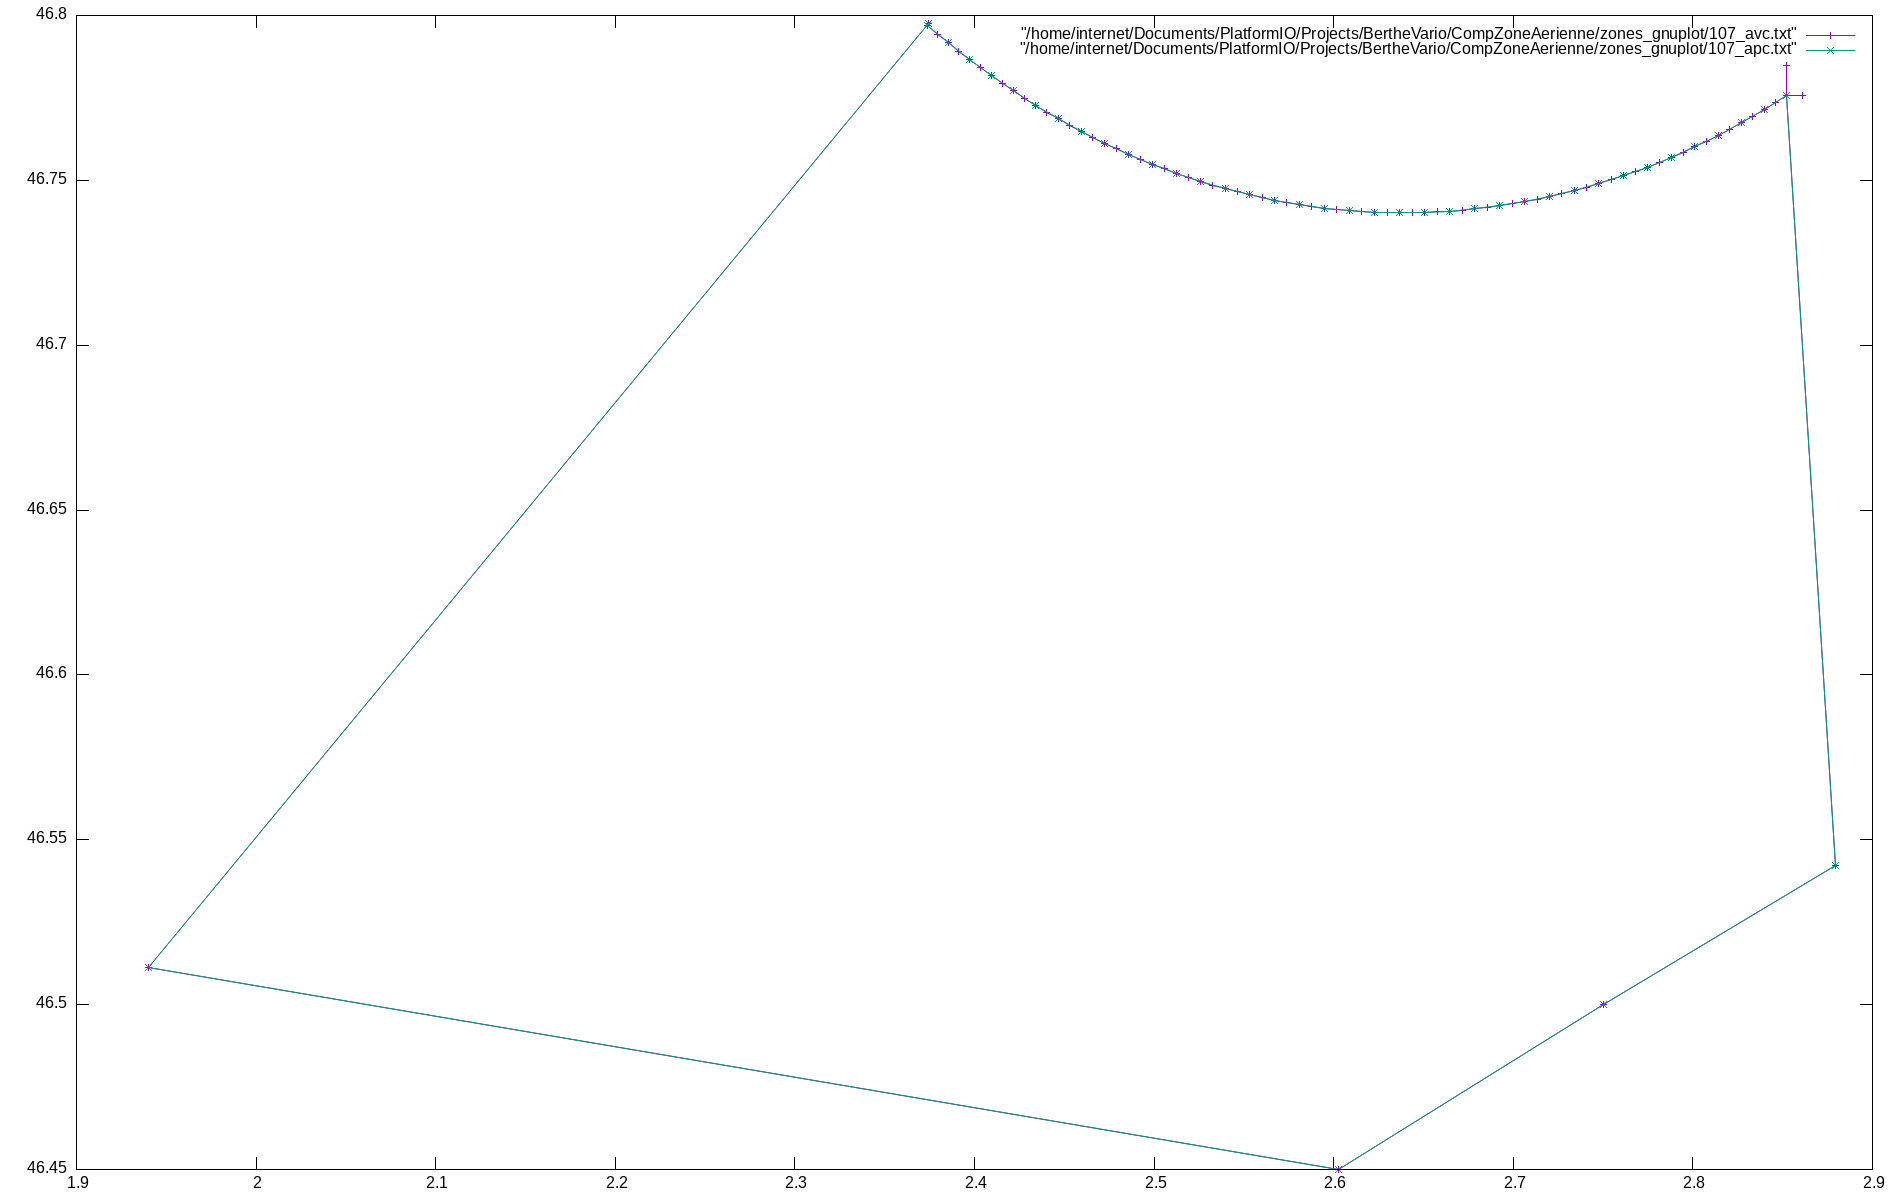 "/home/internet/Documents/PlatformIO/Projects/BertheVario/CompZoneAerienne/zones_gnuplot/107_avc.txt"
"/home/internet/Documents/PlatformIO/Projects/BertheVario/CompZoneAerienne/zones_gnuplot/107_apc.txt"
46.8
46.75
46.7
46.65
46.6
46.55
46.5
46.45
1.9 2 2.1 2.2 2.3 2.4 2.5 2.6 2.7 2.8 2.9